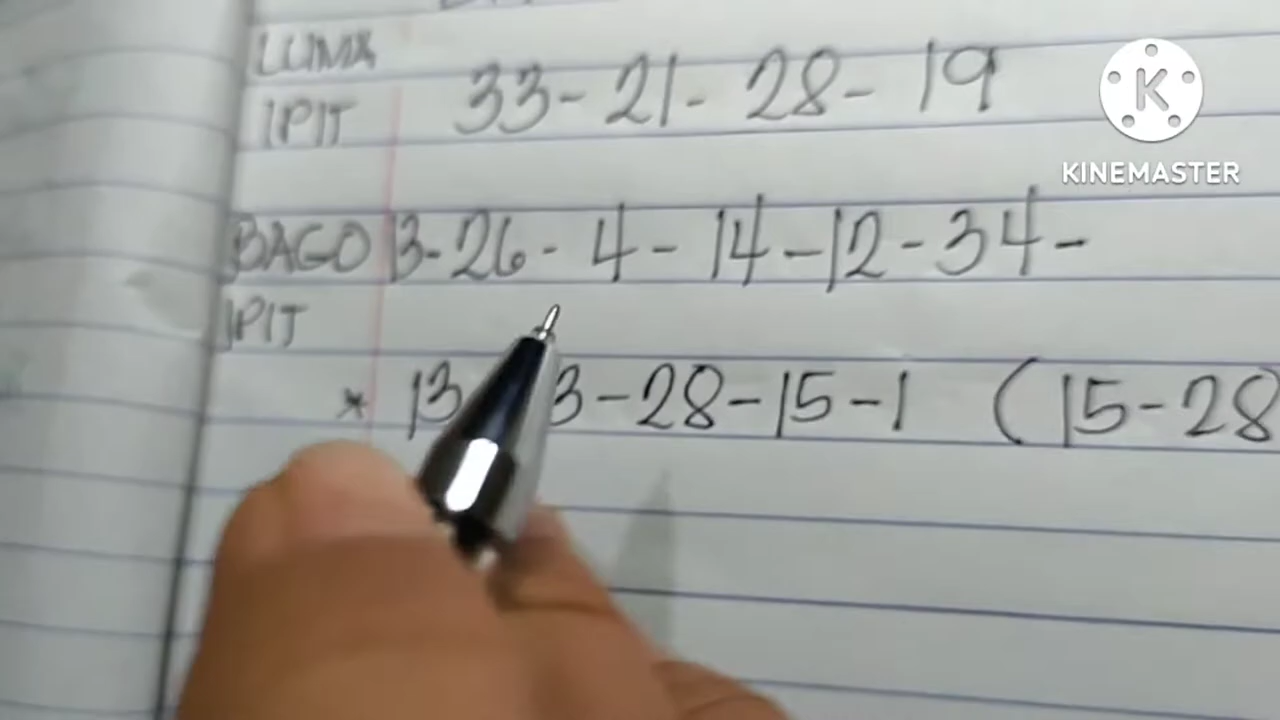 LUMA
IPIT 33- 21- 28- 19
KINEMASTER
BAGO 13-26- 4- 14-12-34-
IPIT
* 13 3-28-15-1 (15-28